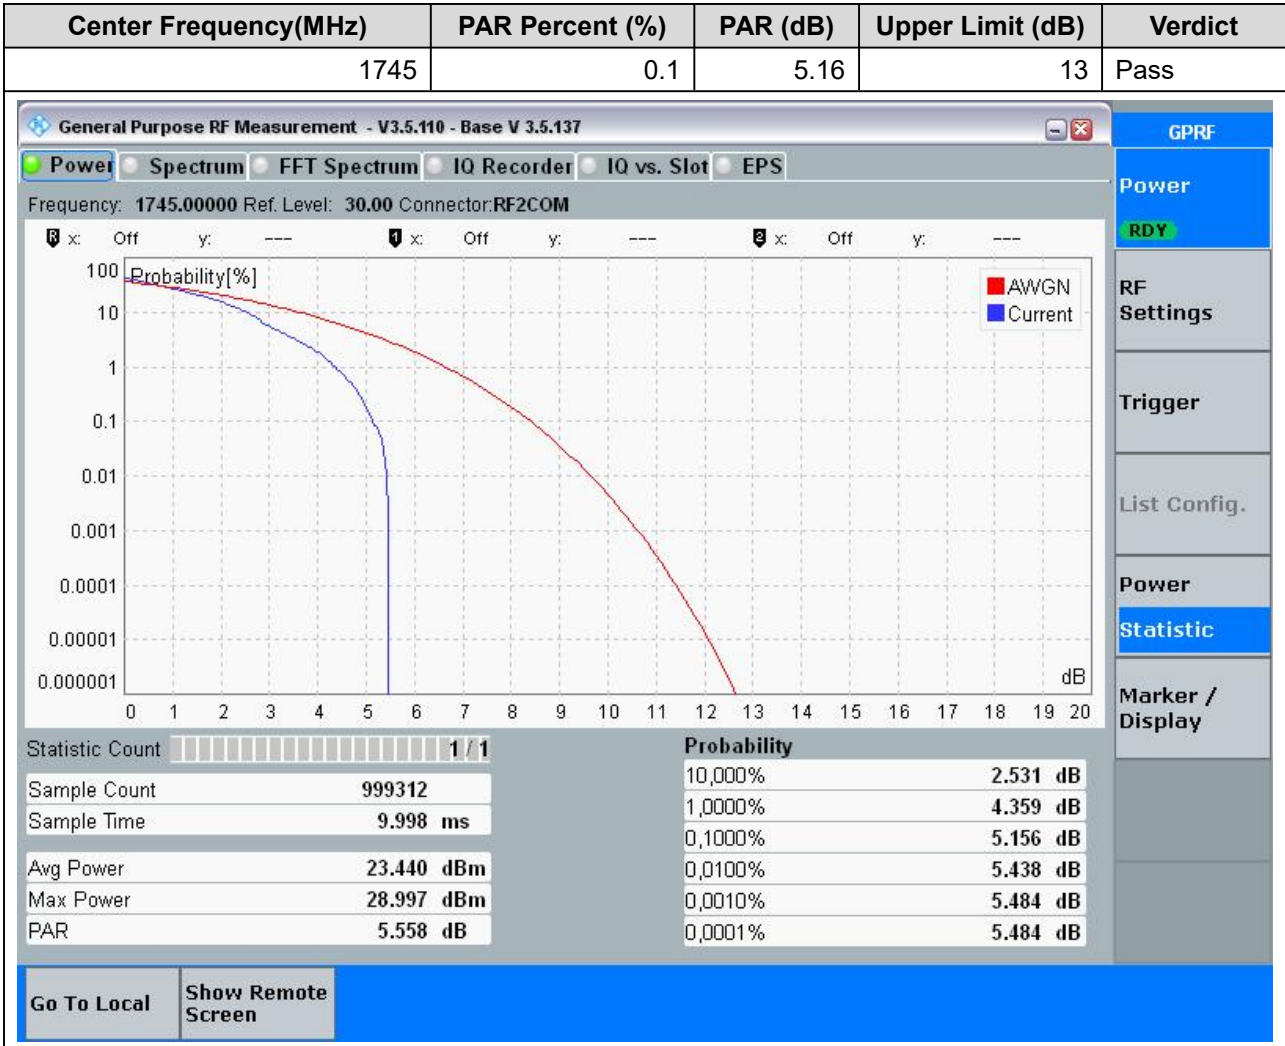 Center Frequency(MHz) PAR Percent (%) PAR (dB) Upper Limit (dB) Verdict
1745 0.1 5.16 13 Pass
General Purpose RF Measurement - V3.5.110 - Base V 3.5.137
GPRF
Power Spectrum FFT Spectrum IQ Recorder IQ vs. Slot EPS
Frequency: 1745.00000 Ref. Level: 30.00 Connector:RF2COM
R x: Off y: --- 1 x: Off y: --- 2 x: Off y: ---
Probability[%]
AWGN
Current
100
10
1
0.1
0.01
0.001
0.0001
0.00001
0.000001
dB
0 1 2 3 4 5 6 7 8 9 10 11 12 13 14 15 16 17 18 19 20
Statistic Count 1 / 1
Sample Count 999312
Sample Time 9.998 ms
Avg Power 23.440 dBm
Max Power 28.997 dBm
PAR 5.558 dB
Probability
10,000% 2.531 dB
1,0000% 4.359 dB
0,1000% 5.156 dB
0,0100% 5.438 dB
0,0010% 5.484 dB
0,0001% 5.484 dB
Power
RDY
RF
Settings
Trigger
List Config.
Power
Statistic
Marker /
Display
Go To Local
Show Remote
Screen